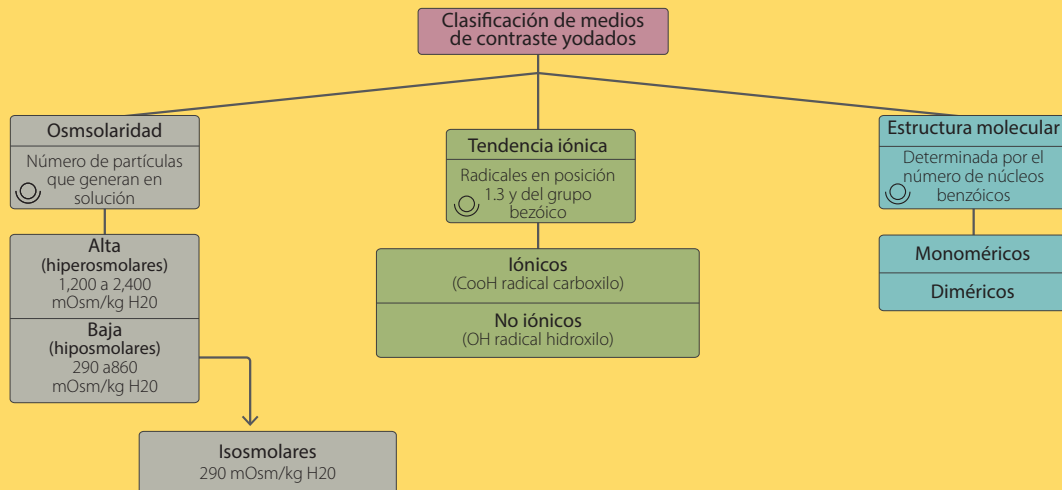 Clasificación de medios
de contraste yodados
Osmsolaridad
Número de partículas
que generan en
solución
Alta
(hiperosmolares)
1,200 a 2,400
mOsm/kg H20
Baja
(hiposmolares)
290 a860
mOsm/kg H20
Isosmolares
290 mOsm/kg H20
Tendencia iónica
Radicales en posición
1.3 y del grupo
bezóico
Iónicos
(CooH radical carboxilo)
No iónicos
(OH radical hidroxilo)
Estructura molecular
Determinada por el
número de núcleos
benzóicos
Monoméricos
Diméricos